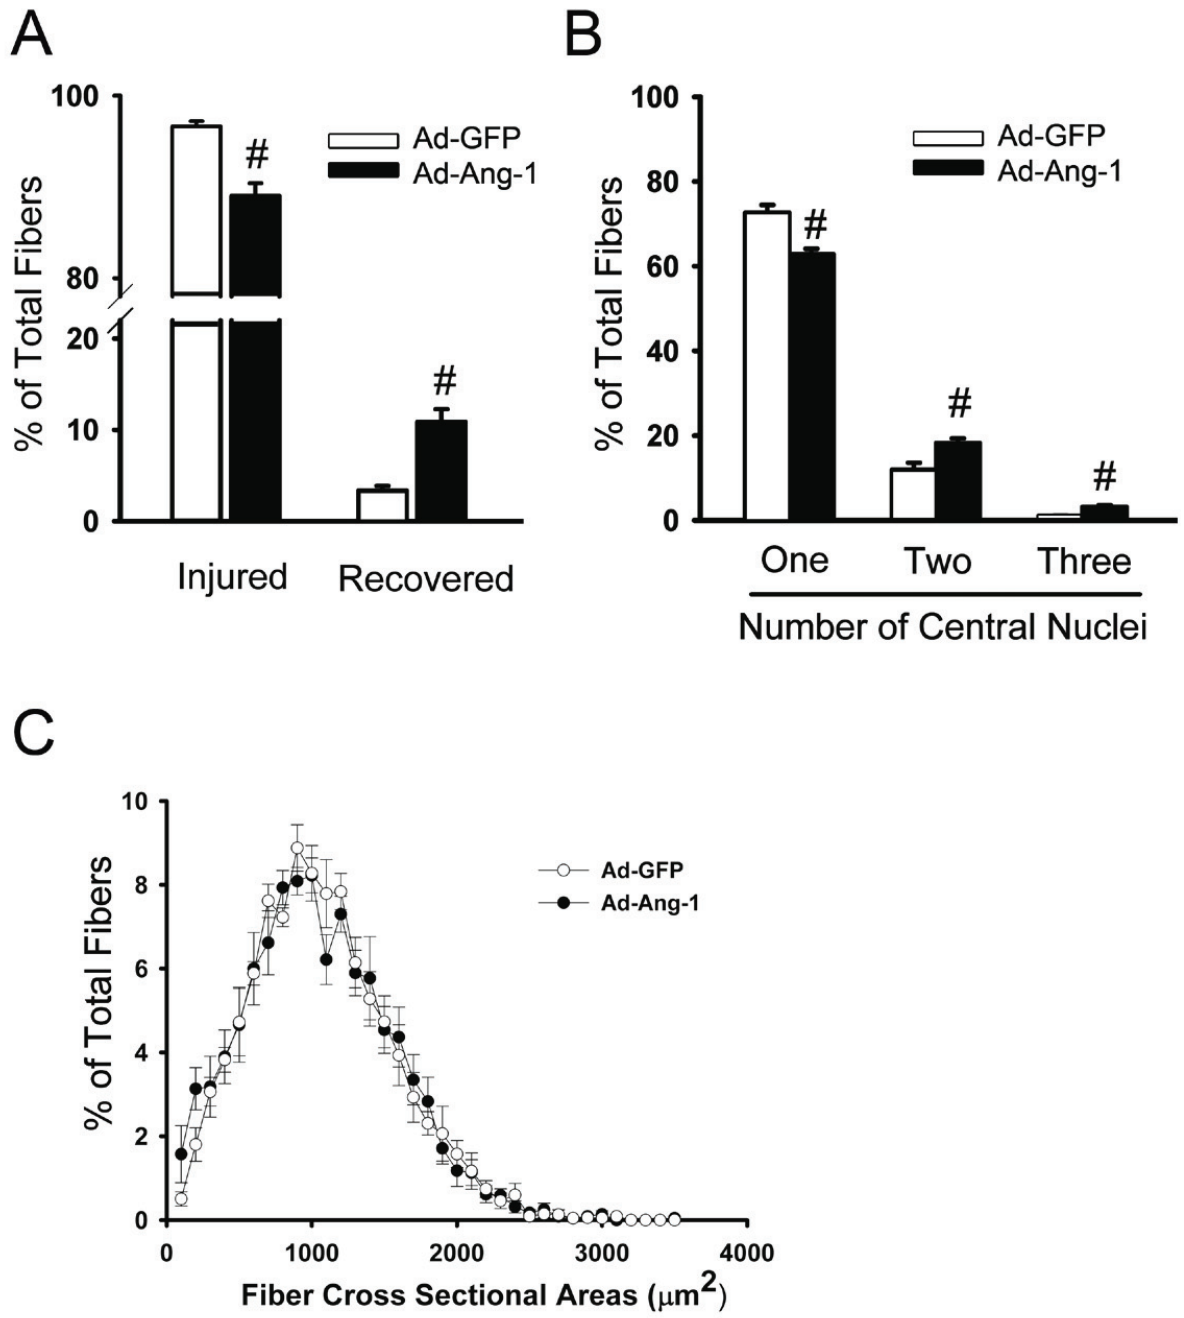 A
% of Total Fibers
100
80
20
10
0
#
#
Ad-GFP
Ad-Ang-1
Injured
Recovered
B
% of Total Fibers
100
80
60
40
20
0
#
#
#
Ad-GFP
Ad-Ang-1
One
Two
Three
Number of Central Nuclei
C
% of Total Fibers
10
8
6
4
2
0
Ad-GFP
Ad-Ang-1
0
1000
2000
3000
4000
Fiber Cross Sectional Areas (μm²)